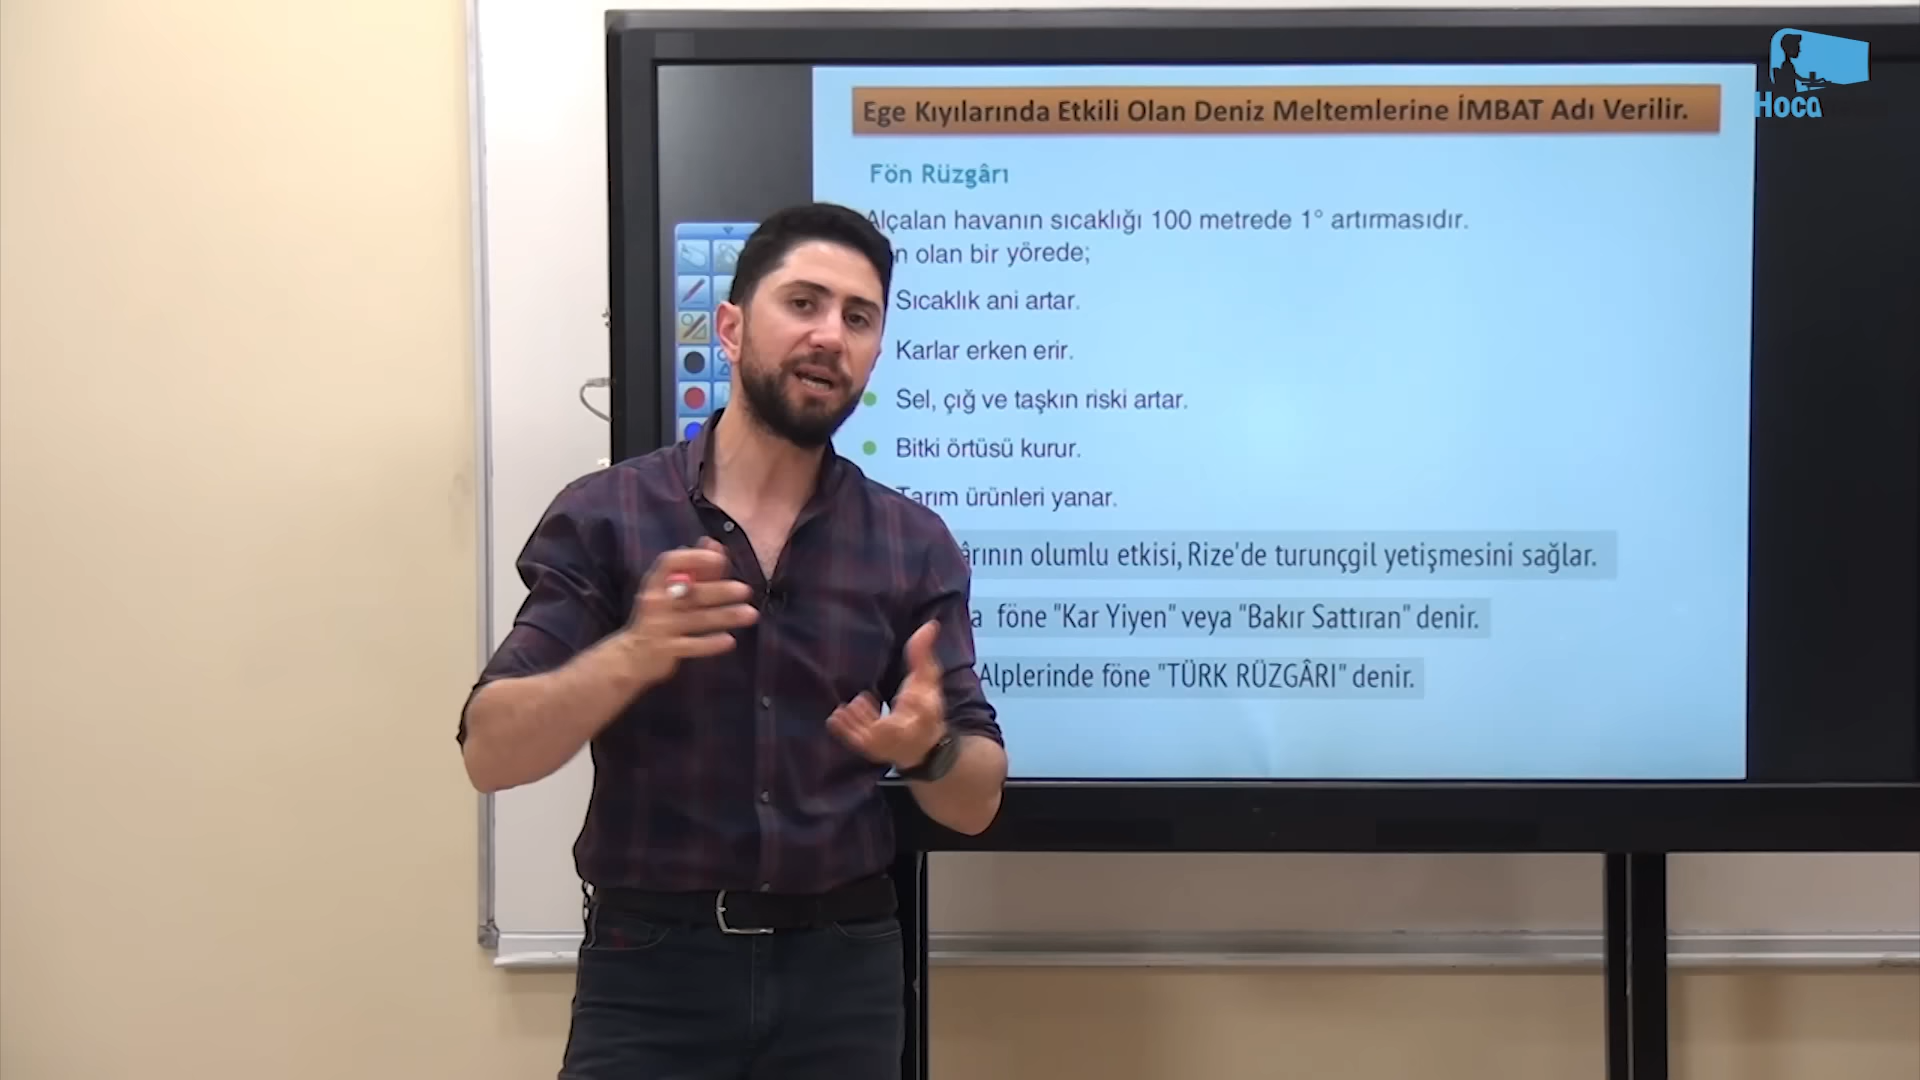 Hoca
Ege Kıyılarında Etkili Olan Deniz Meltemlerine İMBAT Adı Verilir.
Fön Rüzgârı
Alçalan havanın sıcaklığı 100 metrede 1° artırmasıdır.
olan bir yörede;
Sıcaklık ani artar.
Karlar erken erir.
Sel, çığ ve taşkın riski artar.
Bitki örtüsü kurur.
Tarım ürünleri yanar.
olumlu etkisi, Rize'de turunçgil yetişmesini sağlar.
föne "Kar Yiyen" veya "Bakır Sattıran" denir.
Alplerinde föne "TÜRK RÜZGÂRI" denir.